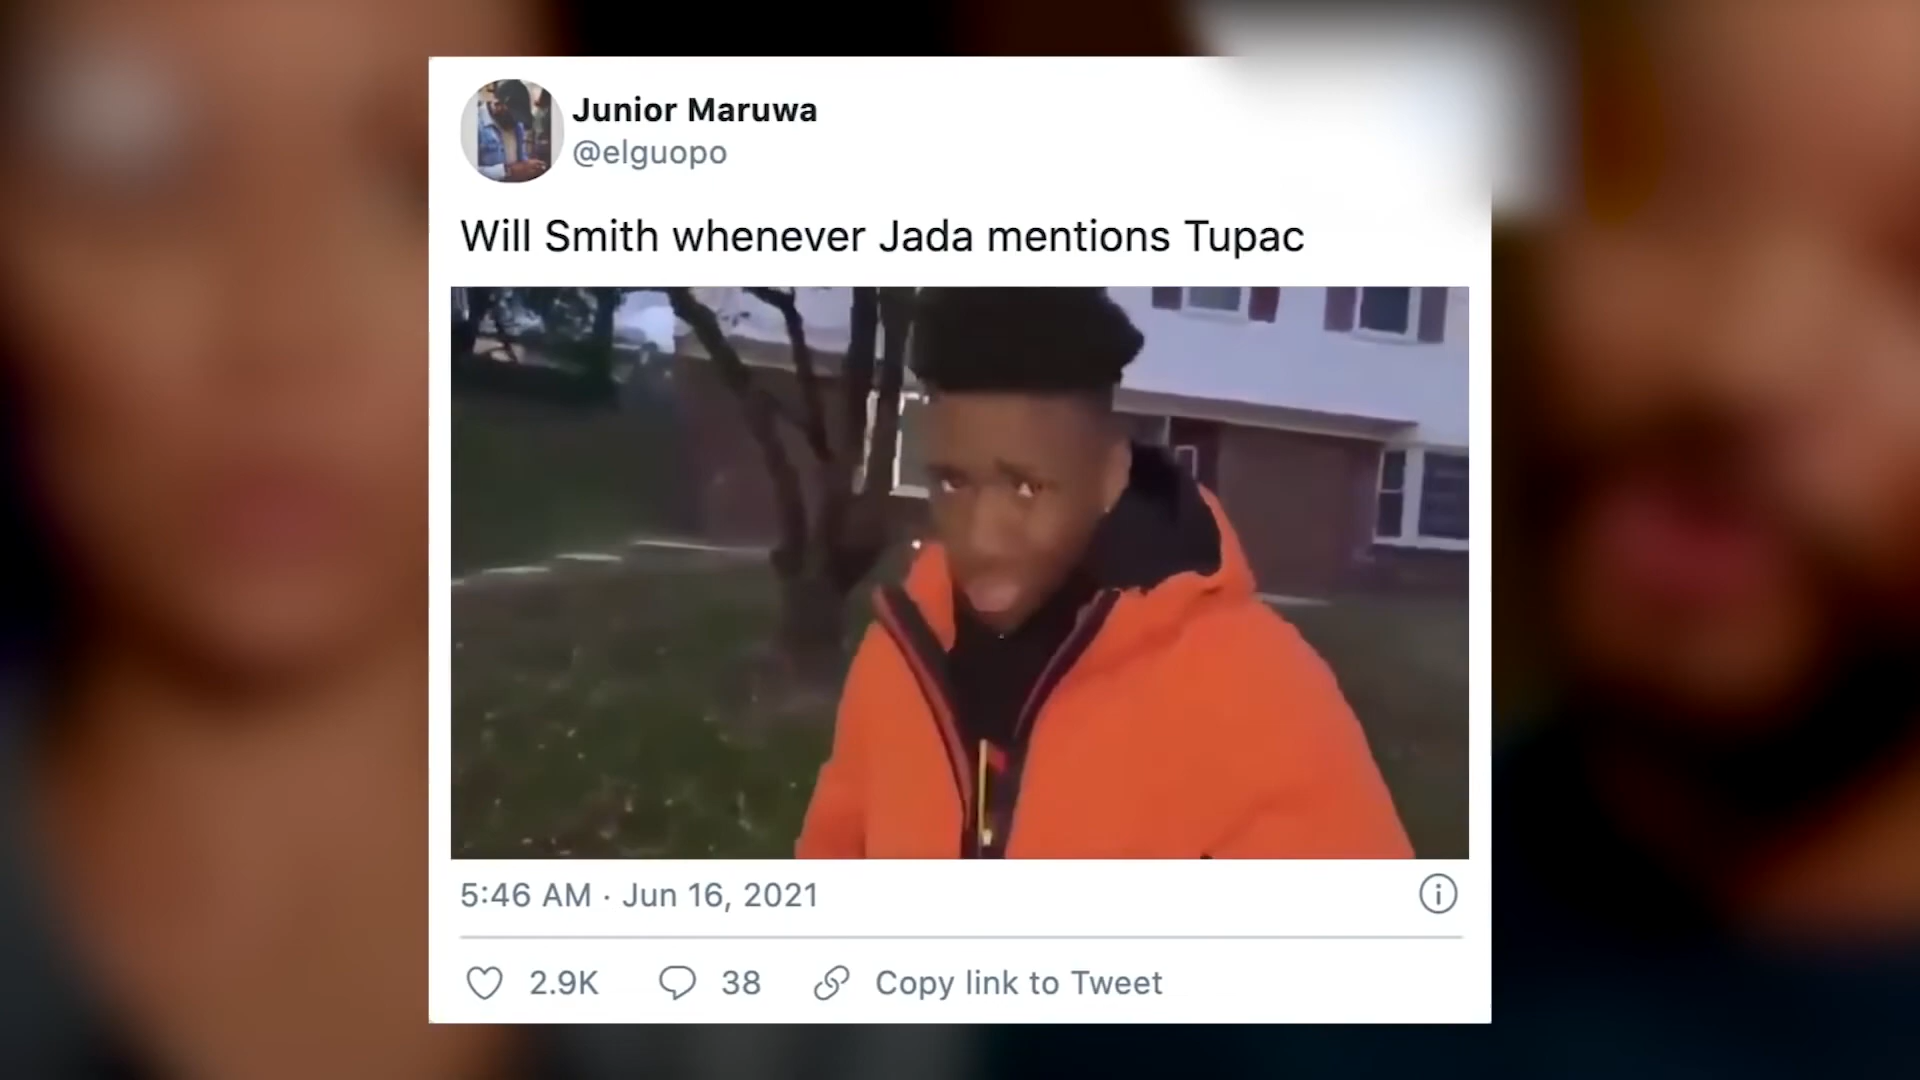 Junior Maruwa
@elguopo
Will Smith whenever Jada mentions Tupac
5:46 AM · Jun 16, 2021
2.9K 38 Copy link to Tweet